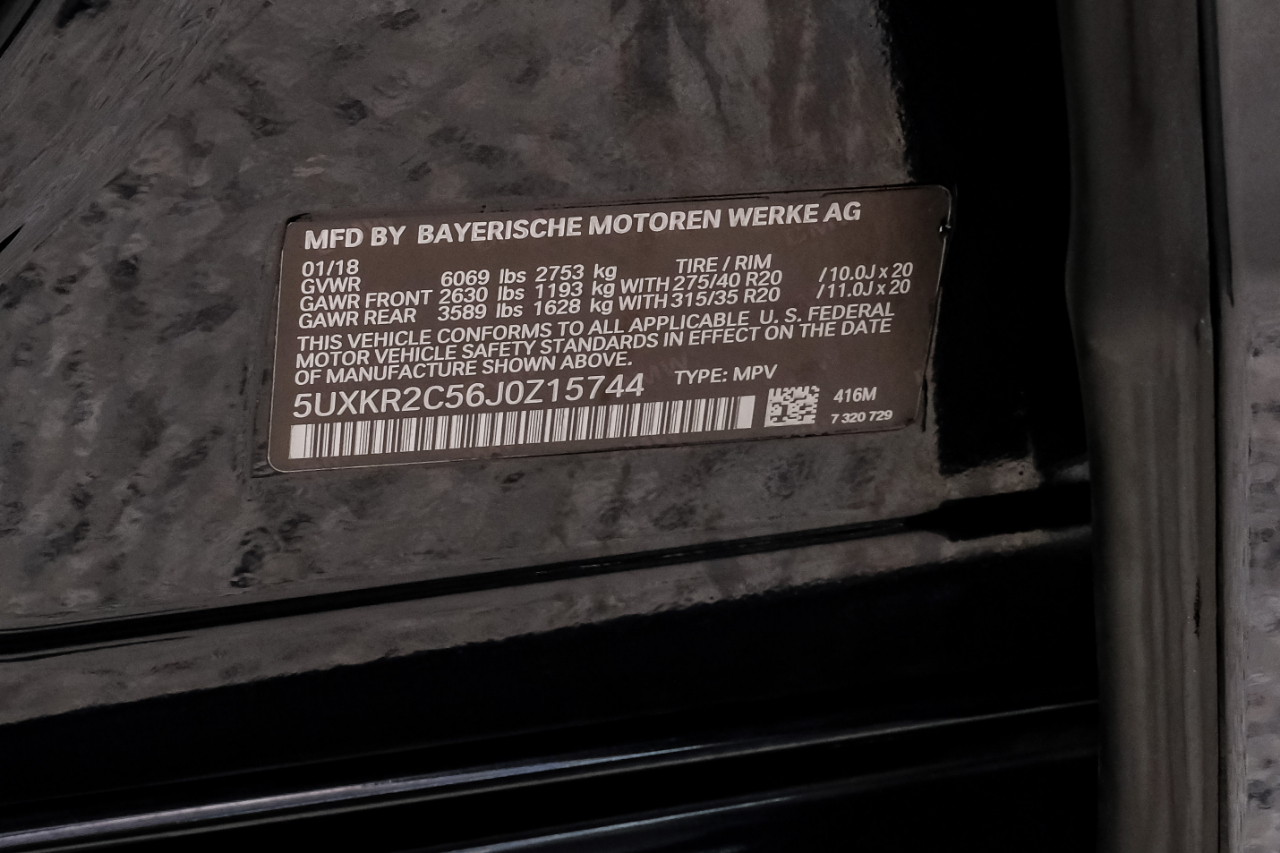 MFD BY BAYERISCHE MOTOREN WERKE AG
01/18 TIRE / RIM
GVWR 6069 lbs 2753 kg
GAWR FRONT 2630 lbs 1193 kg WITH 275/40 R20 /10.0J x 20
GAWR REAR 3589 lbs 1628 kg WITH 315/35 R20 /11.0J x 20
THIS VEHICLE CONFORMS TO ALL APPLICABLE U. S. FEDERAL
MOTOR VEHICLE SAFETY STANDARDS IN EFFECT ON THE DATE
OF MANUFACTURE SHOWN ABOVE.
5UXKR2C56J0Z15744 TYPE: MPV
416M
7 320 729